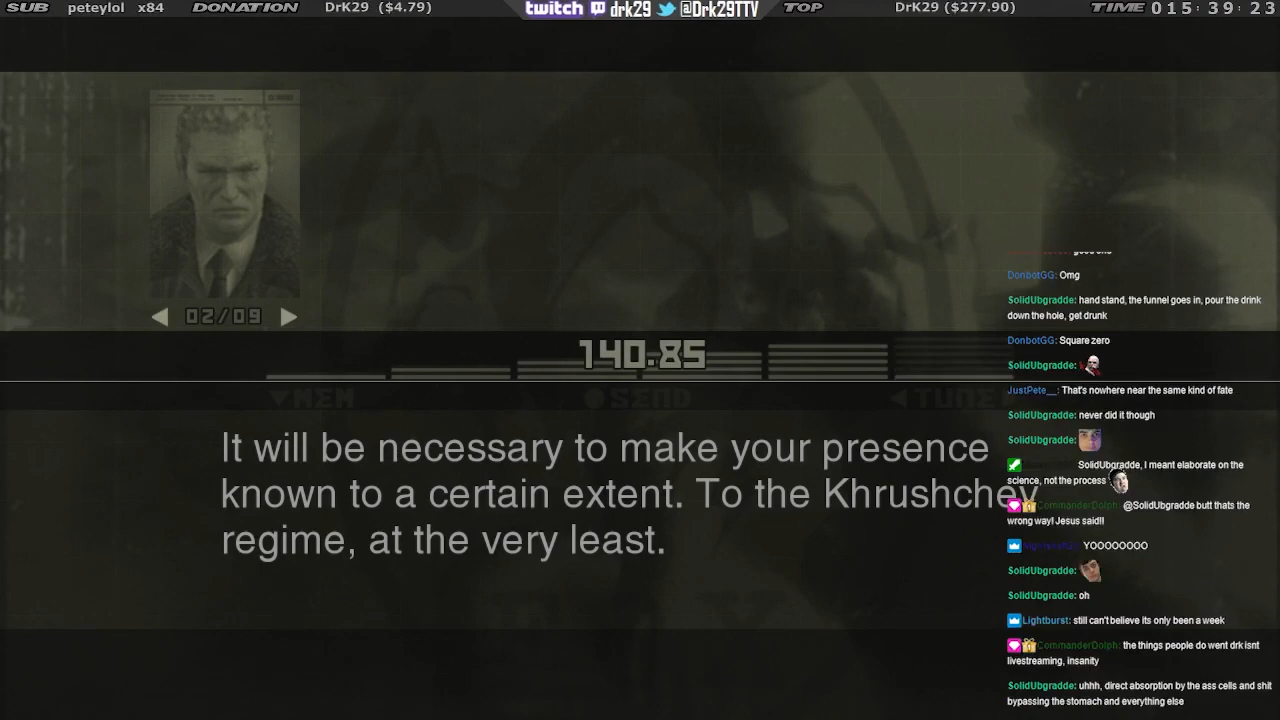 SUB peteylol x84 DONATION DrK29 ($4.79) twitch drk29 @Drk29TTV TOP DrK29 ($277.90) TIME 015:39:23
02/09
140.85
MEM SEND TUNE
It will be necessary to make your presence
known to a certain extent. To the Khrushchev
regime, at the very least.
DonbotGG: Omg
SolidUbgradde: hand stand, the funnel goes in, pour the drink
down the hole, get drunk
DonbotGG: Square zero
SolidUbgradde:
JustPete__: That's nowhere near the same kind of fate
SolidUbgradde: never did it though
SolidUbgradde:
SolidUbgradde, I meant elaborate on the
science, not the process
CommanderDolph: @SolidUbgradde butt thats the
wrong way! Jesus said!!
YOOOOOOOO
SolidUbgradde:
SolidUbgradde: oh
Lightburst: still can't believe its only been a week
CommanderDolph: the things people do went drk isnt
livestreaming, insanity
SolidUbgradde: uhhh, direct absorption by the ass cells and shit
bypassing the stomach and everything else